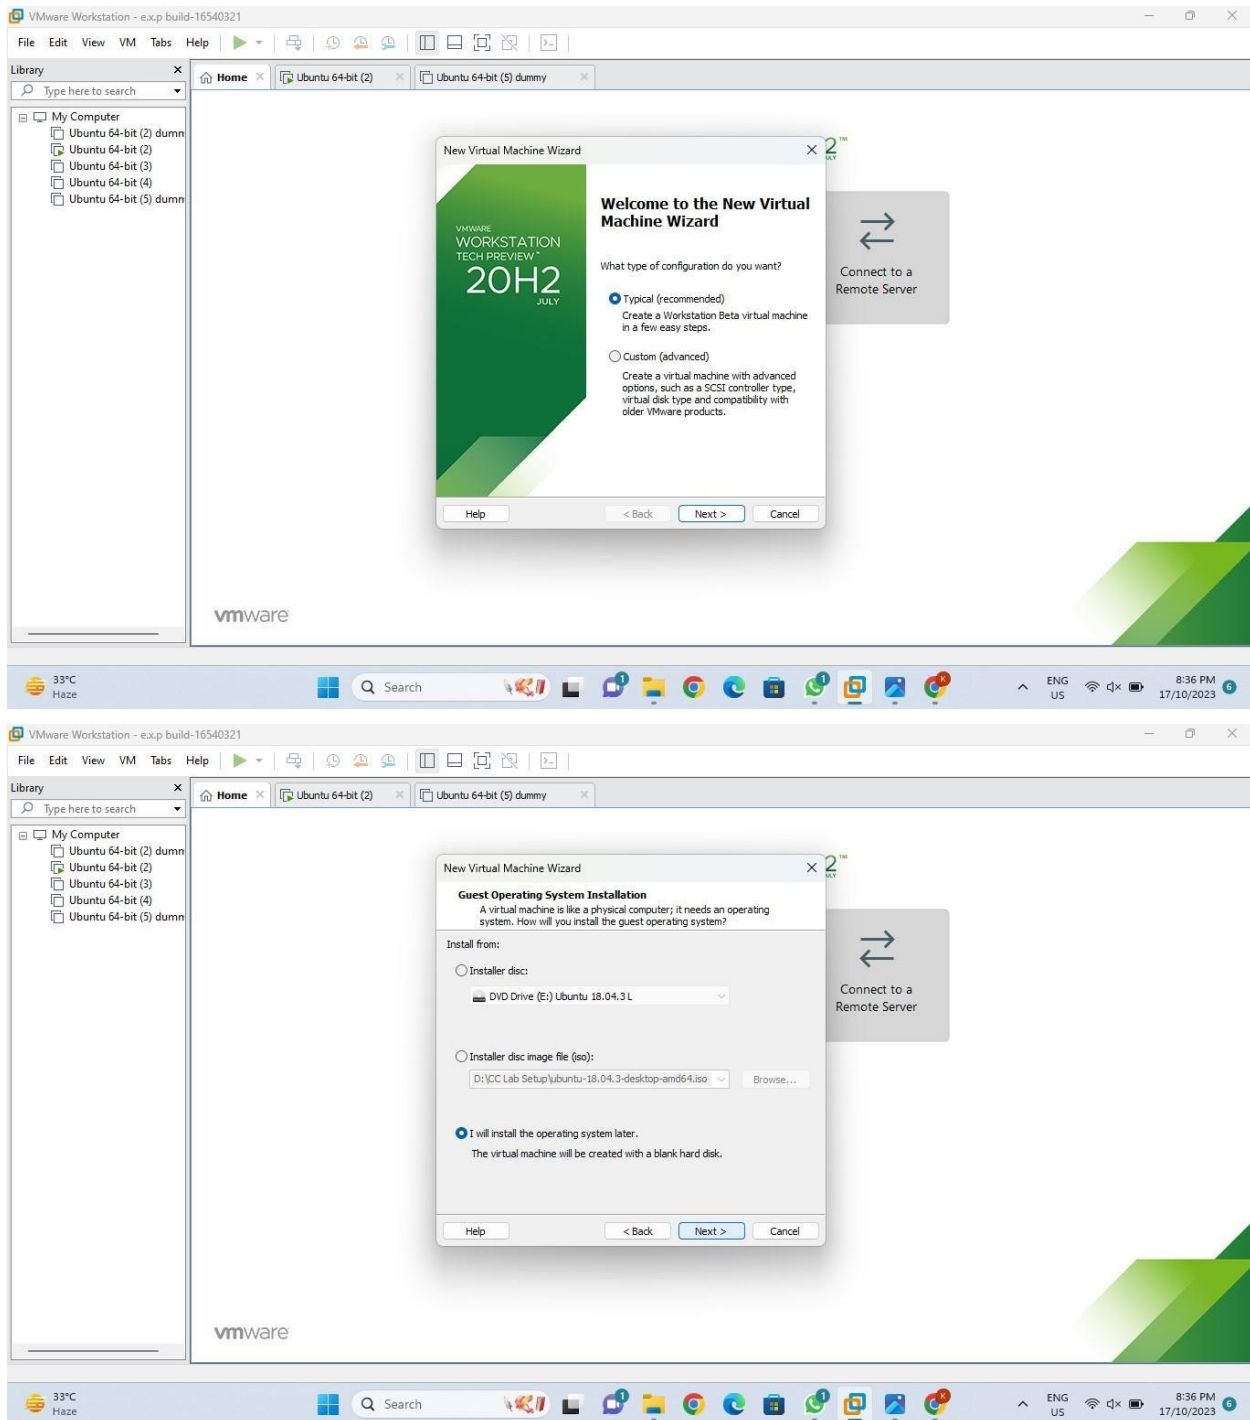 VMware Workstation - e.x.p build-16540321
File Edit View VM Tabs Help
Library
Type here to search
Home
Ubuntu 64-bit (2)
Ubuntu 64-bit (5) dummy
My Computer
Ubuntu 64-bit (2) dumm
Ubuntu 64-bit (2)
Ubuntu 64-bit (3)
Ubuntu 64-bit (4)
Ubuntu 64-bit (5) dumm
New Virtual Machine Wizard
2™
VMWARE
WORKSTATION
TECH PREVIEW™
20H2
JULY
Welcome to the New Virtual
Machine Wizard
What type of configuration do you want?
Typical (recommended)
Create a Workstation Beta virtual machine
in a few easy steps.
Custom (advanced)
Create a virtual machine with advanced
options, such as a SCSI controller type,
virtual disk type and compatibility with
older VMware products.
Help
< Back
Next >
Cancel
Connect to a
Remote Server
vmware
33°C
Haze
Search
1
1
K
ENG
US
8:36 PM
17/10/2023
6
VMware Workstation - e.x.p build-16540321
File Edit View VM Tabs Help
Library
Type here to search
Home
Ubuntu 64-bit (2)
Ubuntu 64-bit (5) dummy
My Computer
Ubuntu 64-bit (2) dumm
Ubuntu 64-bit (2)
Ubuntu 64-bit (3)
Ubuntu 64-bit (4)
Ubuntu 64-bit (5) dumm
New Virtual Machine Wizard
2™
Guest Operating System Installation
A virtual machine is like a physical computer; it needs an operating
system. How will you install the guest operating system?
Install from:
Installer disc:
DVD Drive (E:) Ubuntu 18.04.3 L
Installer disc image file (iso):
D:\CC Lab Setup\ubuntu-18.04.3-desktop-amd64.iso
Browse...
I will install the operating system later.
The virtual machine will be created with a blank hard disk.
Help
< Back
Next >
Cancel
Connect to a
Remote Server
vmware
33°C
Haze
Search
1
1
K
ENG
US
8:36 PM
17/10/2023
6